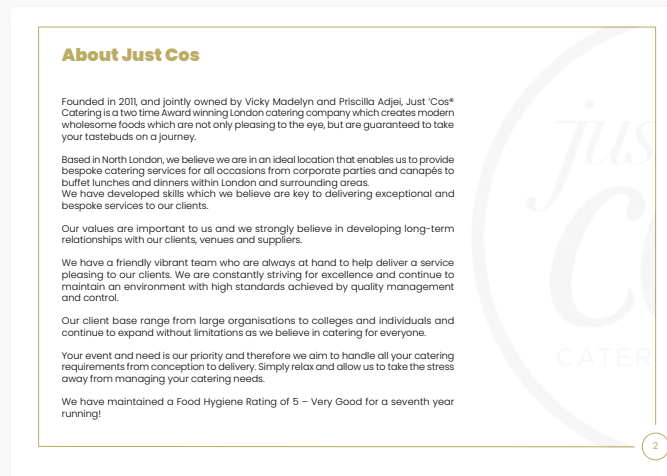 About Just Cos
Founded in 2011, and jointly owned by Vicky Madelyn and Priscilla Adjei, Just 'Cos®
Catering is a two time Award winning London catering company which creates modern
wholesome foods which are not only pleasing to the eye, but are guaranteed to take
your tastebuds on a journey.
Based in North London, we believe we are in an ideal location that enables us to provide
bespoke catering services for all occasions from corporate parties and canapés to
buffet lunches and dinners within London and surrounding areas.
We have developed skills which we believe are key to delivering exceptional and
bespoke services to our clients.
Our values are important to us and we strongly believe in developing long-term
relationships with our clients, venues and suppliers.
We have a friendly vibrant team who are always at hand to help deliver a service
pleasing to our clients. We are constantly striving for excellence and continue to
maintain an environment with high standards achieved by quality management
and control.
Our client base range from large organisations to colleges and individuals and
continue to expand without limitations as we believe in catering for everyone.
Your event and need is our priority and therefore we aim to handle all your catering
requirements from conception to delivery. Simply relax and allow us to take the stress
away from managing your catering needs.
We have maintained a Food Hygiene Rating of 5 – Very Good for a seventh year
running!
jus
co
CATER
2